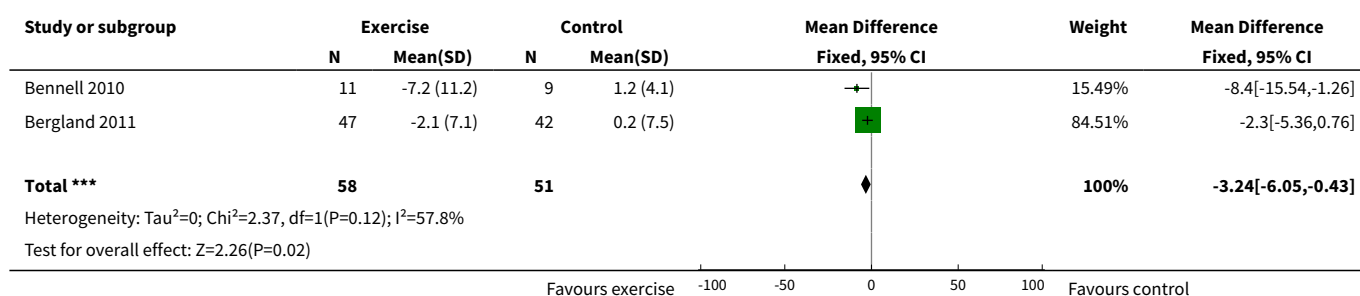 Study or subgroup Exercise Control Mean Difference Weight Mean Difference
N Mean(SD) N Mean(SD) Fixed, 95% CI Fixed, 95% CI
Bennell 2010 11 -7.2 (11.2) 9 1.2 (4.1) 15.49% -8.4[-15.54,-1.26]
Bergland 2011 47 -2.1 (7.1) 42 0.2 (7.5) 84.51% -2.3[-5.36,0.76]
Total *** 58 51 100% -3.24[-6.05,-0.43]
Heterogeneity: Tau²=0; Chi²=2.37, df=1(P=0.12); I²=57.8%
Test for overall effect: Z=2.26(P=0.02)
Favours exercise -100 -50 0 50 100 Favours control